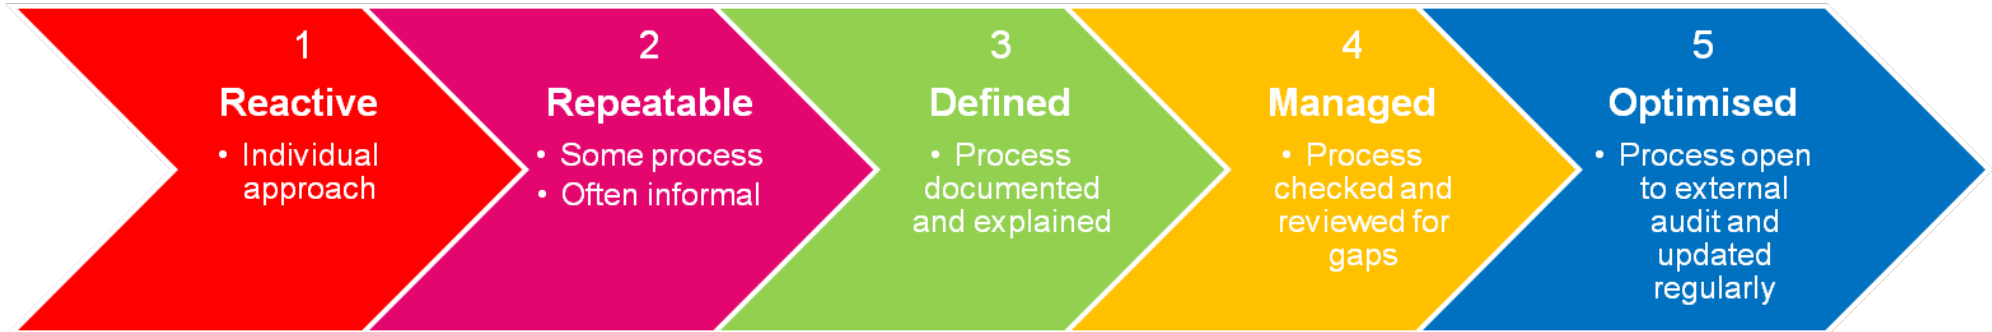 1
Reactive
• Individual
approach
2
Repeatable
• Some process
• Often informal
3
Defined
• Process
documented
and explained
4
Managed
• Process
checked and
reviewed for
gaps
5
Optimised
• Process open
to external
audit and
updated
regularly